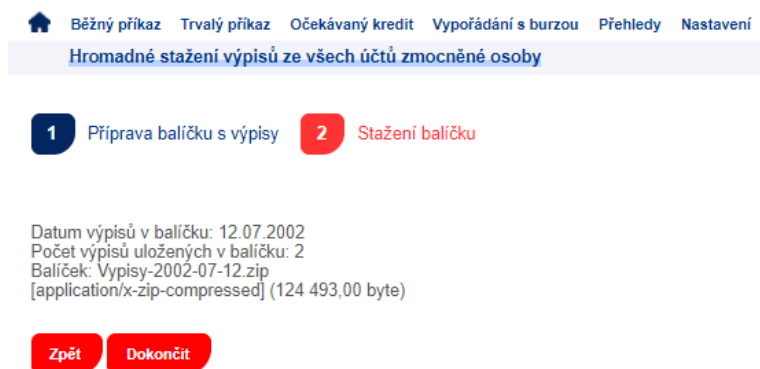 Běžný příkaz Trvalý příkaz Očekávaný kredit Vypořádání s burzou Přehledy Nastavení
Hromadné stažení výpisů ze všech účtů zmocněné osoby
1 Příprava balíčku s výpisy 2 Stažení balíčku
Datum výpisů v balíčku: 12.07.2002
Počet výpisů uložených v balíčku: 2
Balíček: Vypisy-2002-07-12.zip
[application/x-zip-compressed] (124 493,00 byte)
Zpět Dokončit